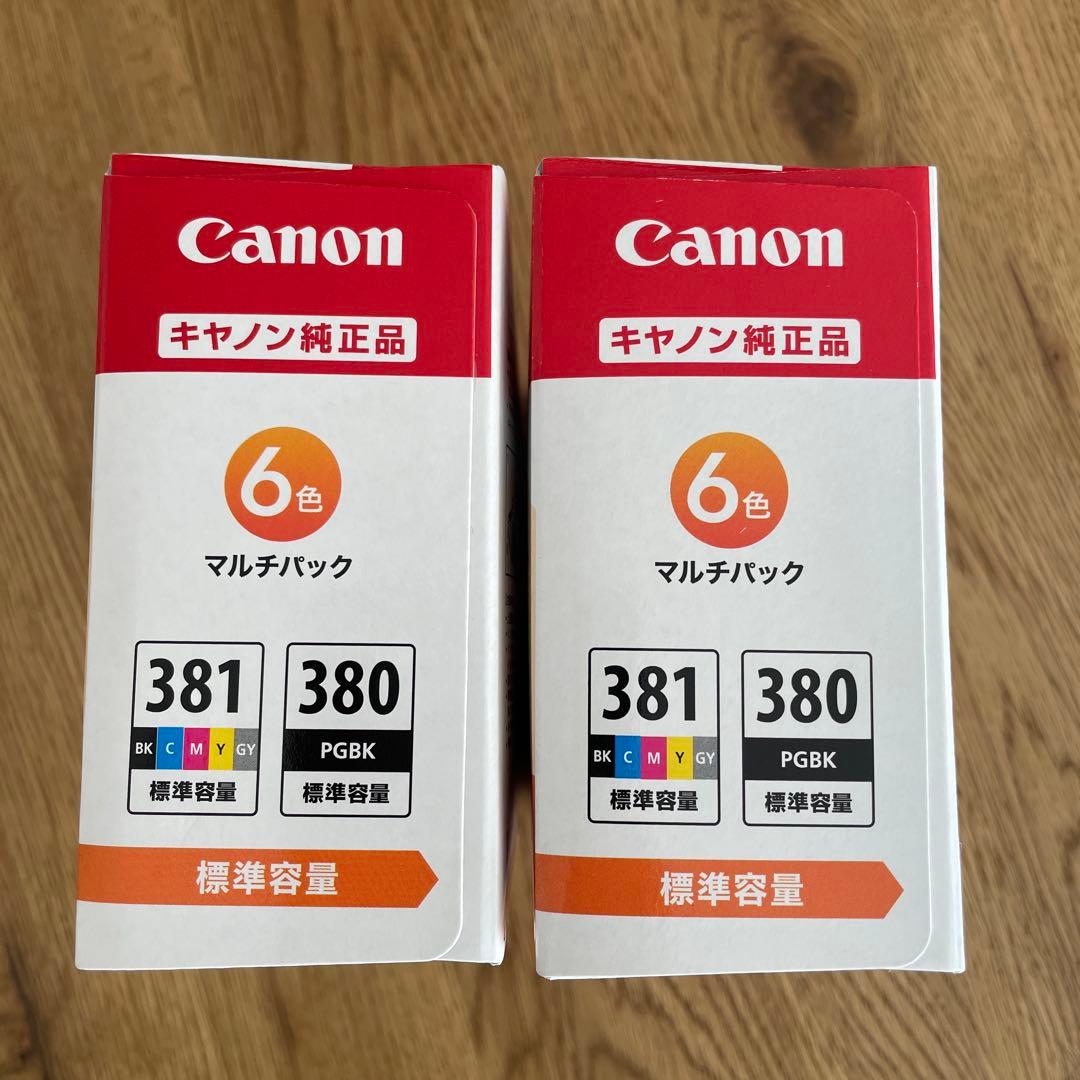 Canon
キヤノン純正品
6色
マルチパック
381
BK C M Y GY
標準容量
380
PGBK
標準容量
標準容量
Canon
キヤノン純正品
6色
マルチパック
381
BK C M Y GY
標準容量
380
PGBK
標準容量
標準容量